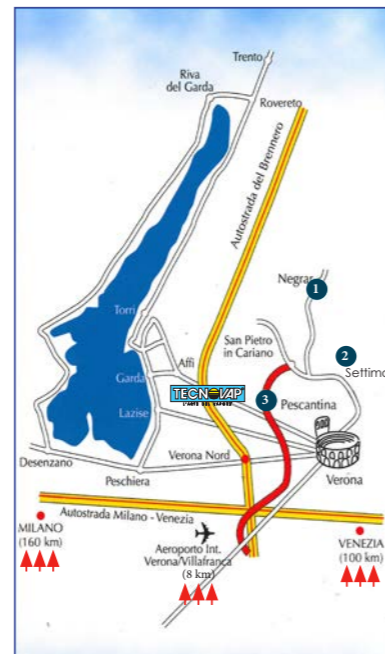 Trento
Riva
del Garda
Rovereto
Autostrada del Brennero
1
Negrar
Torri
San Pietro
in Cariano
2
Settimo
Affi
Garda
TECNOVAP
3
Pescantina
Lazise
Verona Nord
Desenzano
Peschiera
Verona
Autostrada Milano - Venezia
MILANO
(160 km)
Aeroporto Int.
Verona/Villafranca
(8 km)
VENEZIA
(100 km)